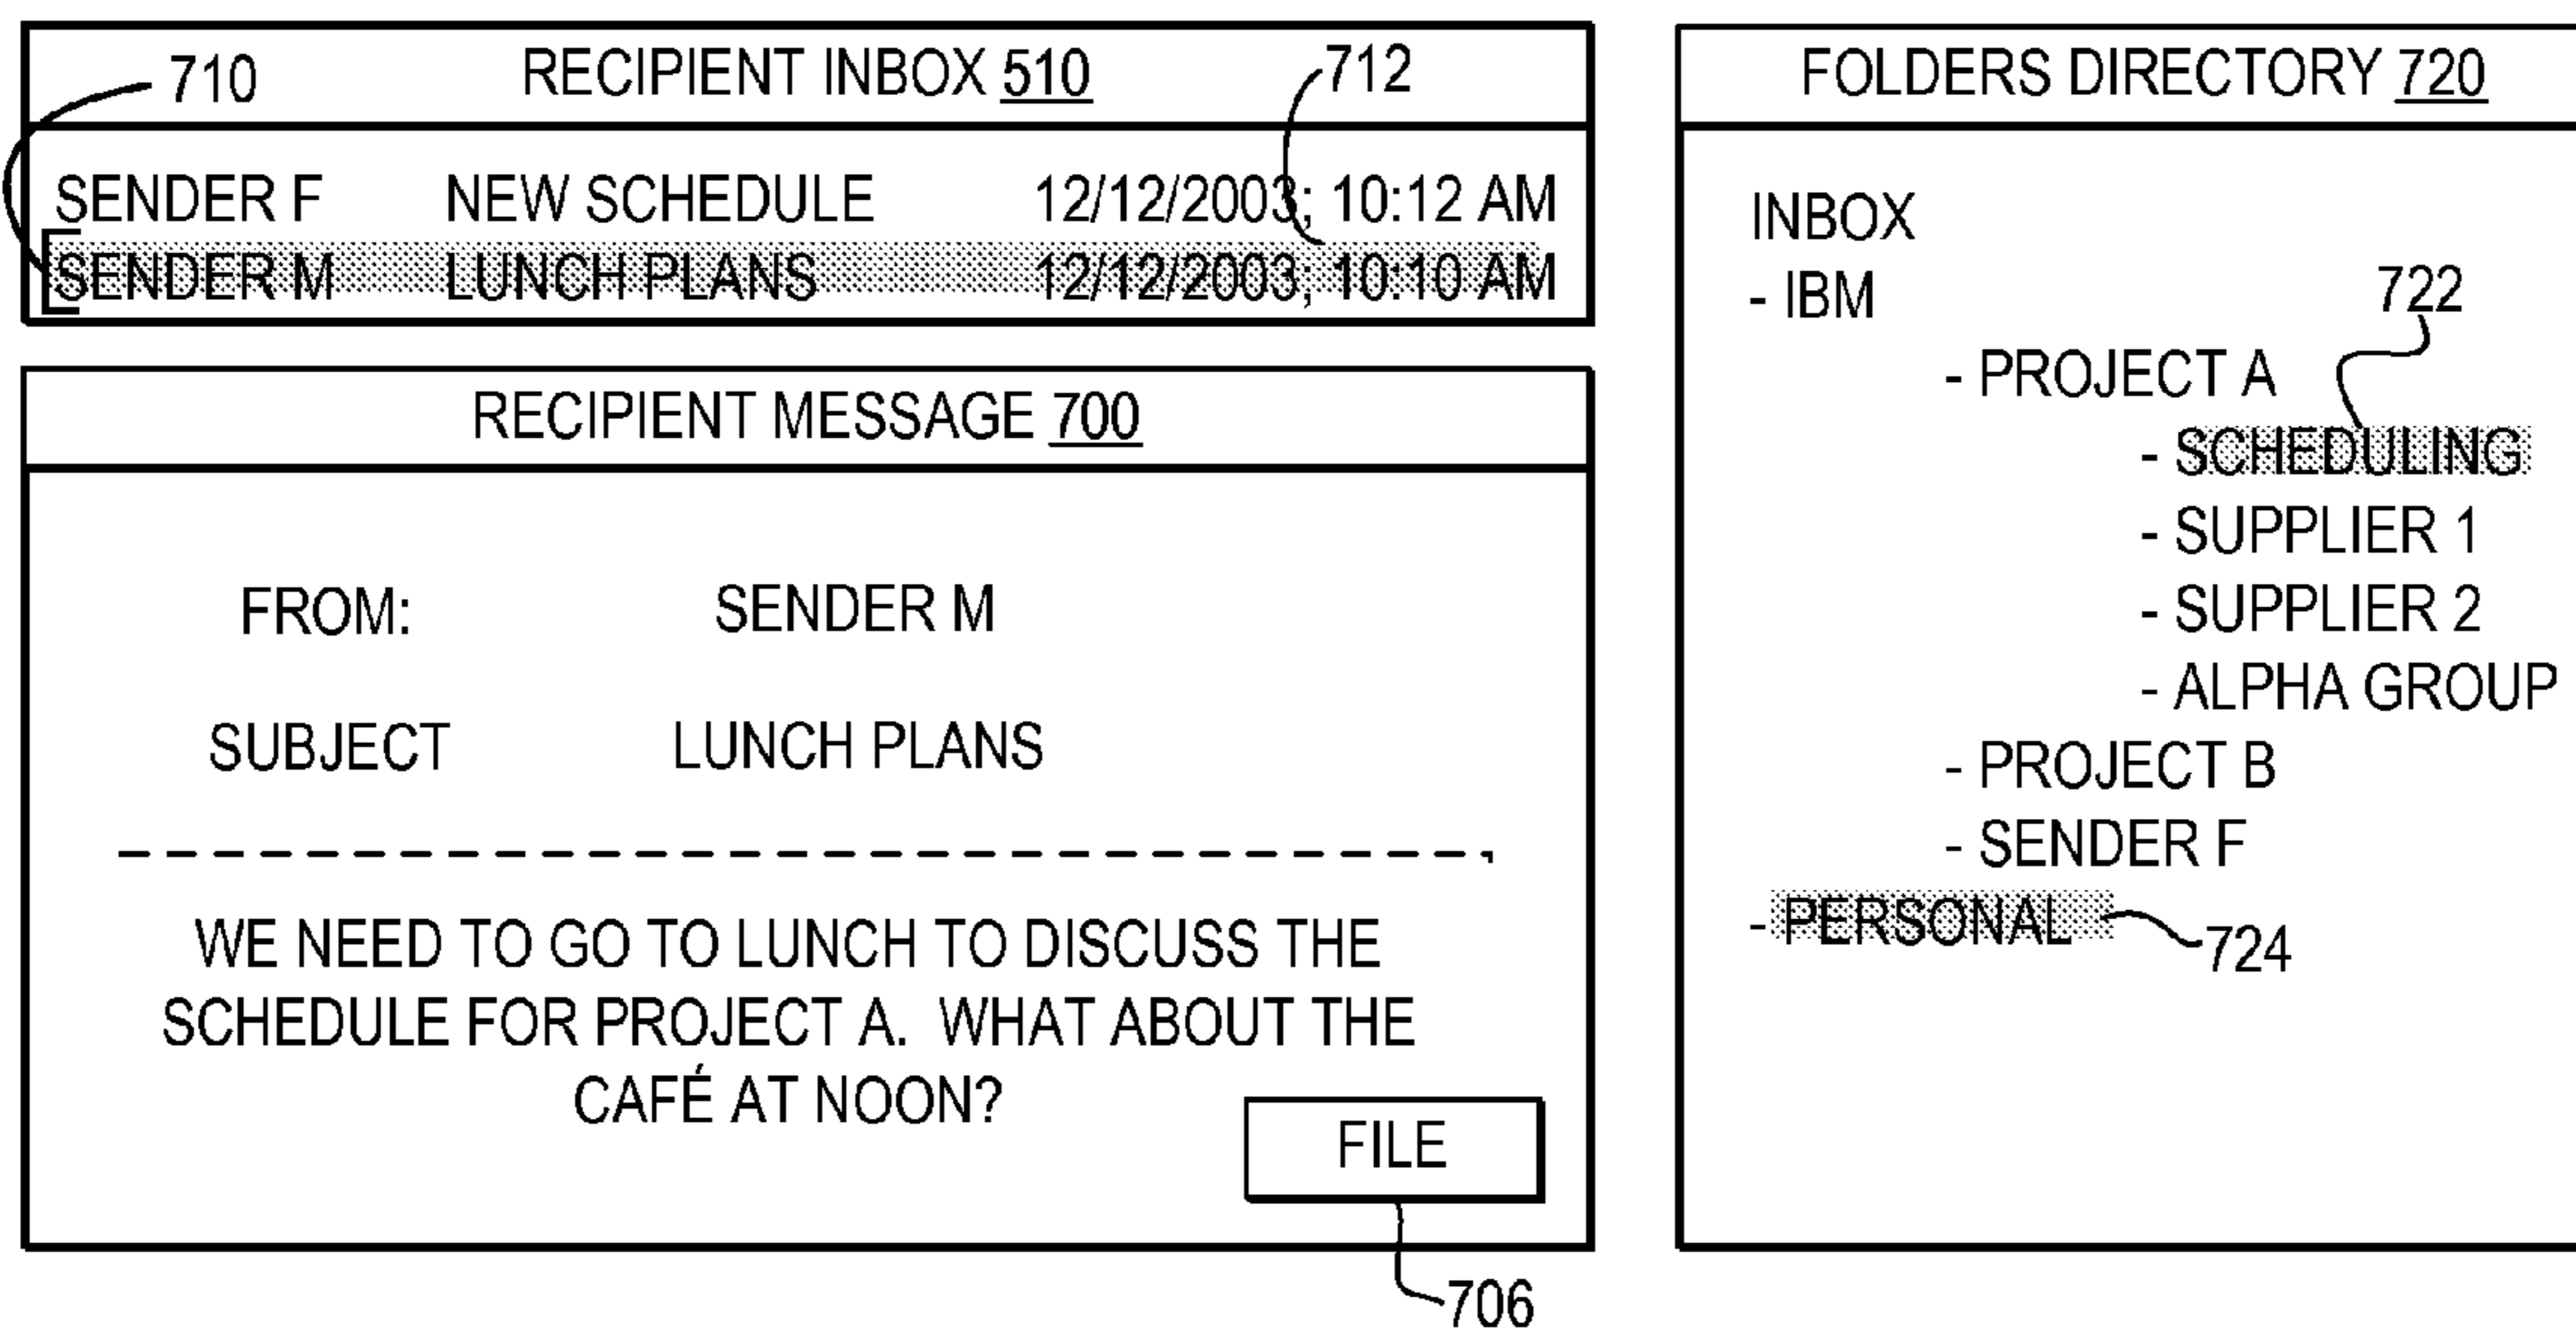 710 RECIPIENT INBOX 510 712
SENDER F NEW SCHEDULE 12/12/2003; 10:12 AM
SENDER M LUNCH PLANS 12/12/2003; 10:10 AM
RECIPIENT MESSAGE 700
FROM: SENDER M
SUBJECT LUNCH PLANS
WE NEED TO GO TO LUNCH TO DISCUSS THE
SCHEDULE FOR PROJECT A. WHAT ABOUT THE
CAFÉ AT NOON?
FILE
706
FOLDERS DIRECTORY 720
INBOX
- IBM
722
- PROJECT A
- SCHEDULING
- SUPPLIER 1
- SUPPLIER 2
- ALPHA GROUP
- PROJECT B
- SENDER F
- PERSONAL
724